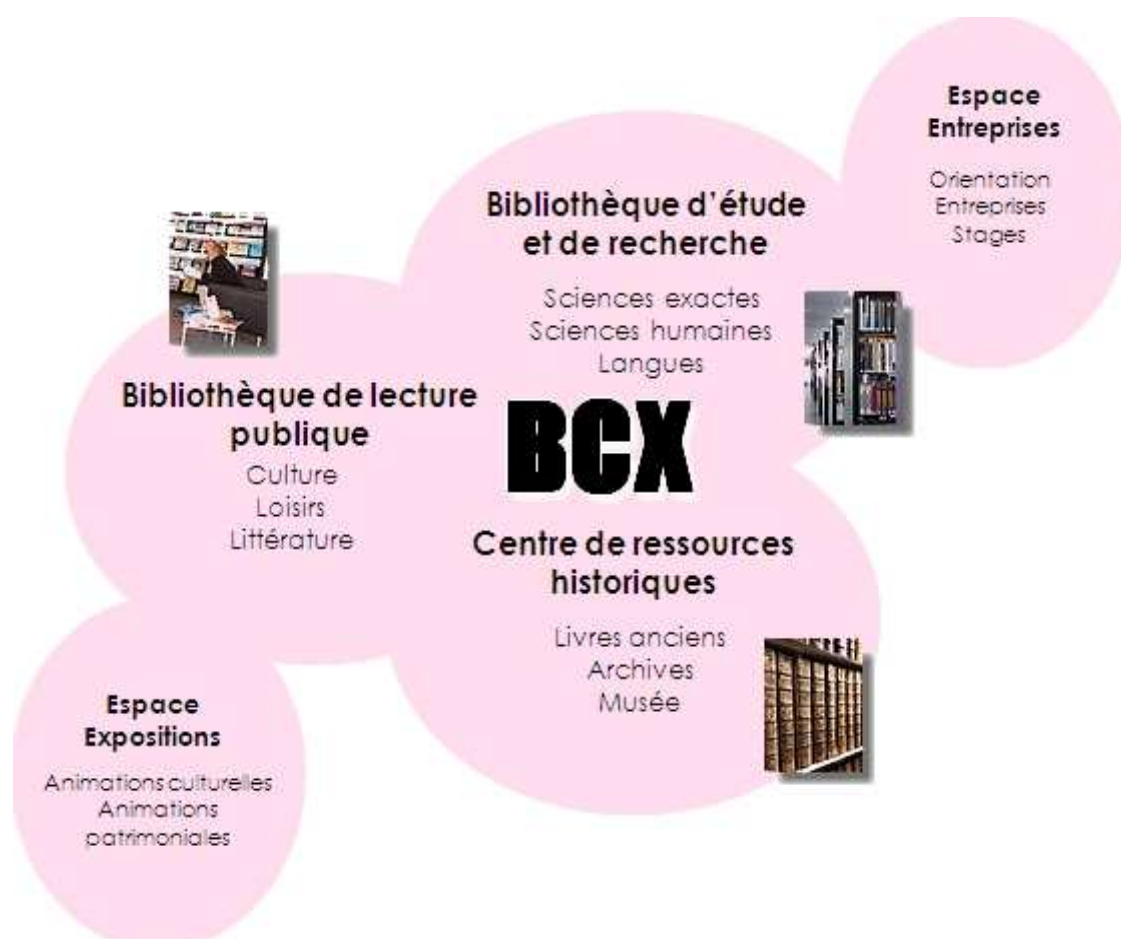 Espace
Entreprises
Orientation
Entreprises
Stages
Bibliothèque d'étude
et de recherche
Sciences exactes
Sciences humaines
Langues
Bibliothèque de lecture
publique
Culture
Loisirs
Littérature
BCX
Centre de ressources
historiques
Livres anciens
Archives
Musée
Espace
Expositions
Animations culturelles
Animations
patrimoniales